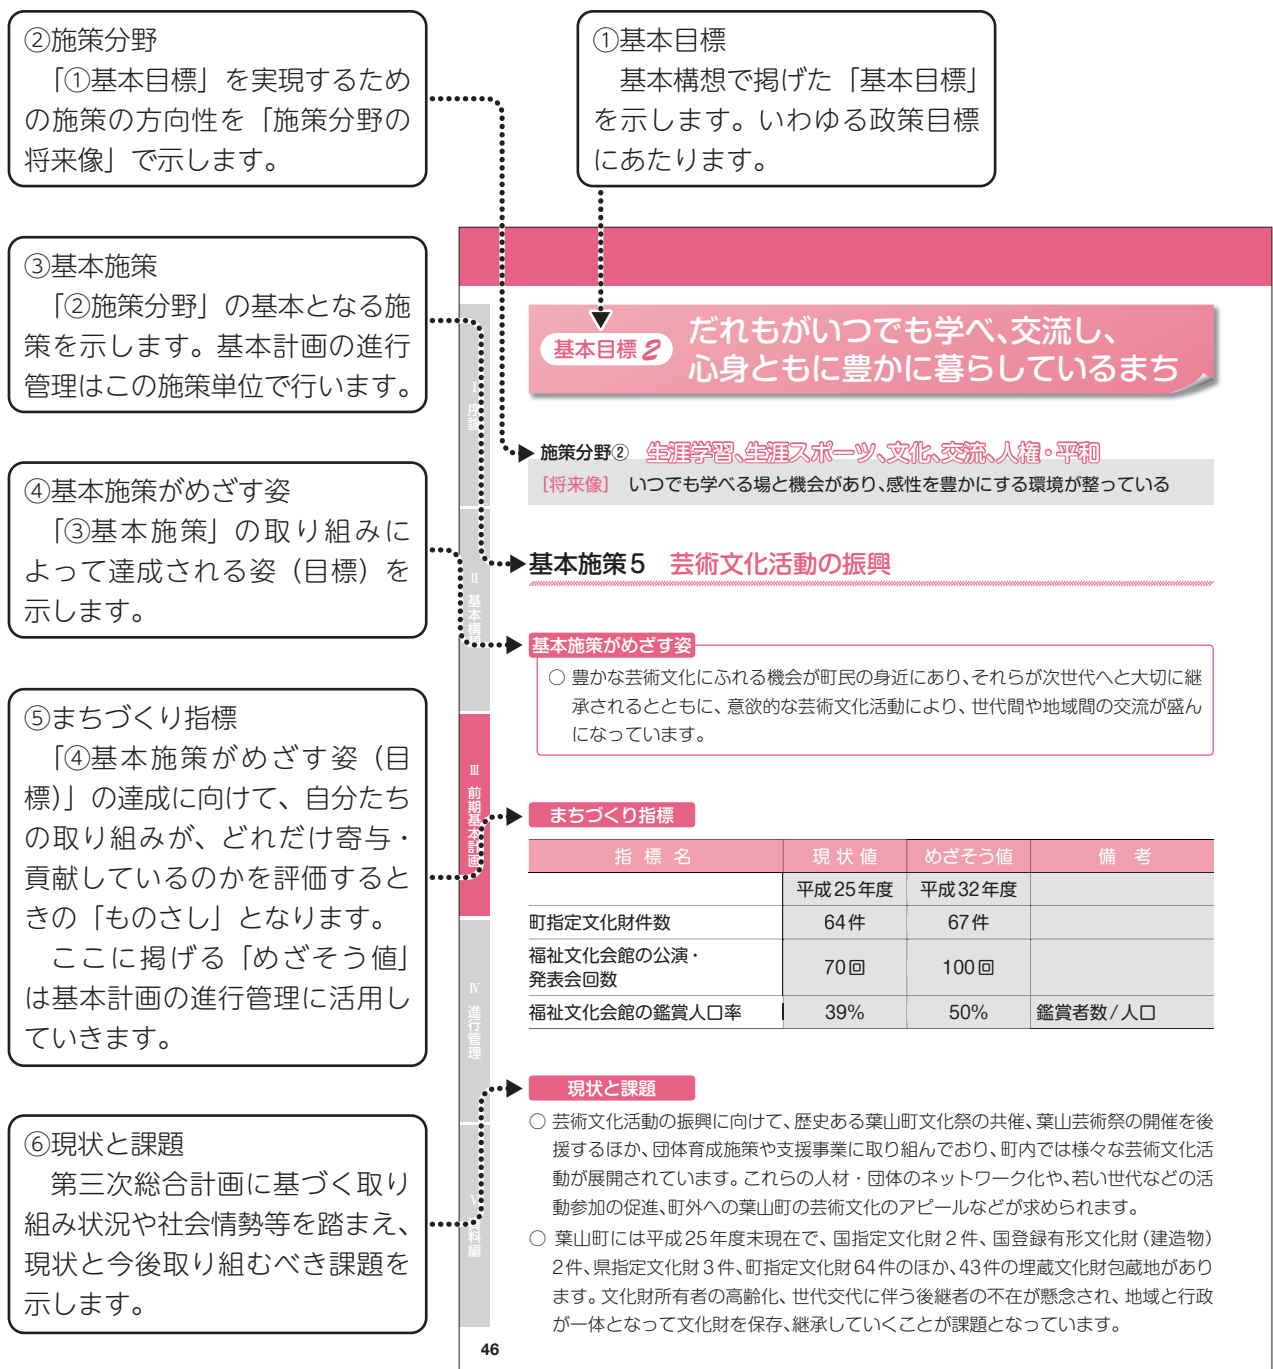 ②施策分野
「①基本目標」を実現するため
の施策の方向性を「施策分野の
将来像」で示します。
①基本目標
基本構想で掲げた「基本目標」
を示します。いわゆる政策目標
にあたります。
③基本施策
「②施策分野」の基本となる施
策を示します。基本計画の進行
管理はこの施策単位で行います。
④基本施策がめざす姿
「③基本施策」の取り組みに
よって達成される姿（目標）を
示します。
⑤まちづくり指標
「④基本施策がめざす姿（目
標）」の達成に向けて、自分たち
の取り組みが、どれだけ寄与・
貢献しているのかを評価すると
きの「ものさし」となります。
ここに掲げる「めざそう値」
は基本計画の進行管理に活用し
ていきます。
⑥現状と課題
第三次総合計画に基づく取り
組み状況や社会情勢等を踏まえ、
現状と今後取り組むべき課題を
示します。
Ⅰ 序論
Ⅱ 基本構想
Ⅲ 前期基本計画
Ⅳ 進行管理
Ⅴ 資料編
基本目標2
だれもがいつでも学べ、交流し、
心身ともに豊かに暮らしているまち
施策分野② 生涯学習、生涯スポーツ、文化、交流、人権・平和
［将来像］ いつでも学べる場と機会があり、感性を豊かにする環境が整っている
基本施策5 芸術文化活動の振興
基本施策がめざす姿
○ 豊かな芸術文化にふれる機会が町民の身近にあり、それらが次世代へと大切に継
承されるとともに、意欲的な芸術文化活動により、世代間や地域間の交流が盛ん
になっています。
まちづくり指標
指標名 現状値 めざそう値 備考
平成25年度 平成32年度
町指定文化財件数 64件 67件
福祉文化会館の公演・
発表会回数 70回 100回
福祉文化会館の鑑賞人口率 39% 50% 鑑賞者数/人口
現状と課題
○ 芸術文化活動の振興に向けて、歴史ある葉山町文化祭の共催、葉山芸術祭の開催を後
援するほか、団体育成施策や支援事業に取り組んでおり、町内では様々な芸術文化活
動が展開されています。これらの人材・団体のネットワーク化や、若い世代などの活
動参加の促進、町外への葉山町の芸術文化のアピールなどが求められます。
○ 葉山町には平成25年度末現在で、国指定文化財2件、国登録有形文化財（建造物）
2件、県指定文化財3件、町指定文化財64件のほか、43件の埋蔵文化財包蔵地があり
ます。文化財所有者の高齢化、世代交代に伴う後継者の不在が懸念され、地域と行政
が一体となって文化財を保存、継承していくことが課題となっています。
46